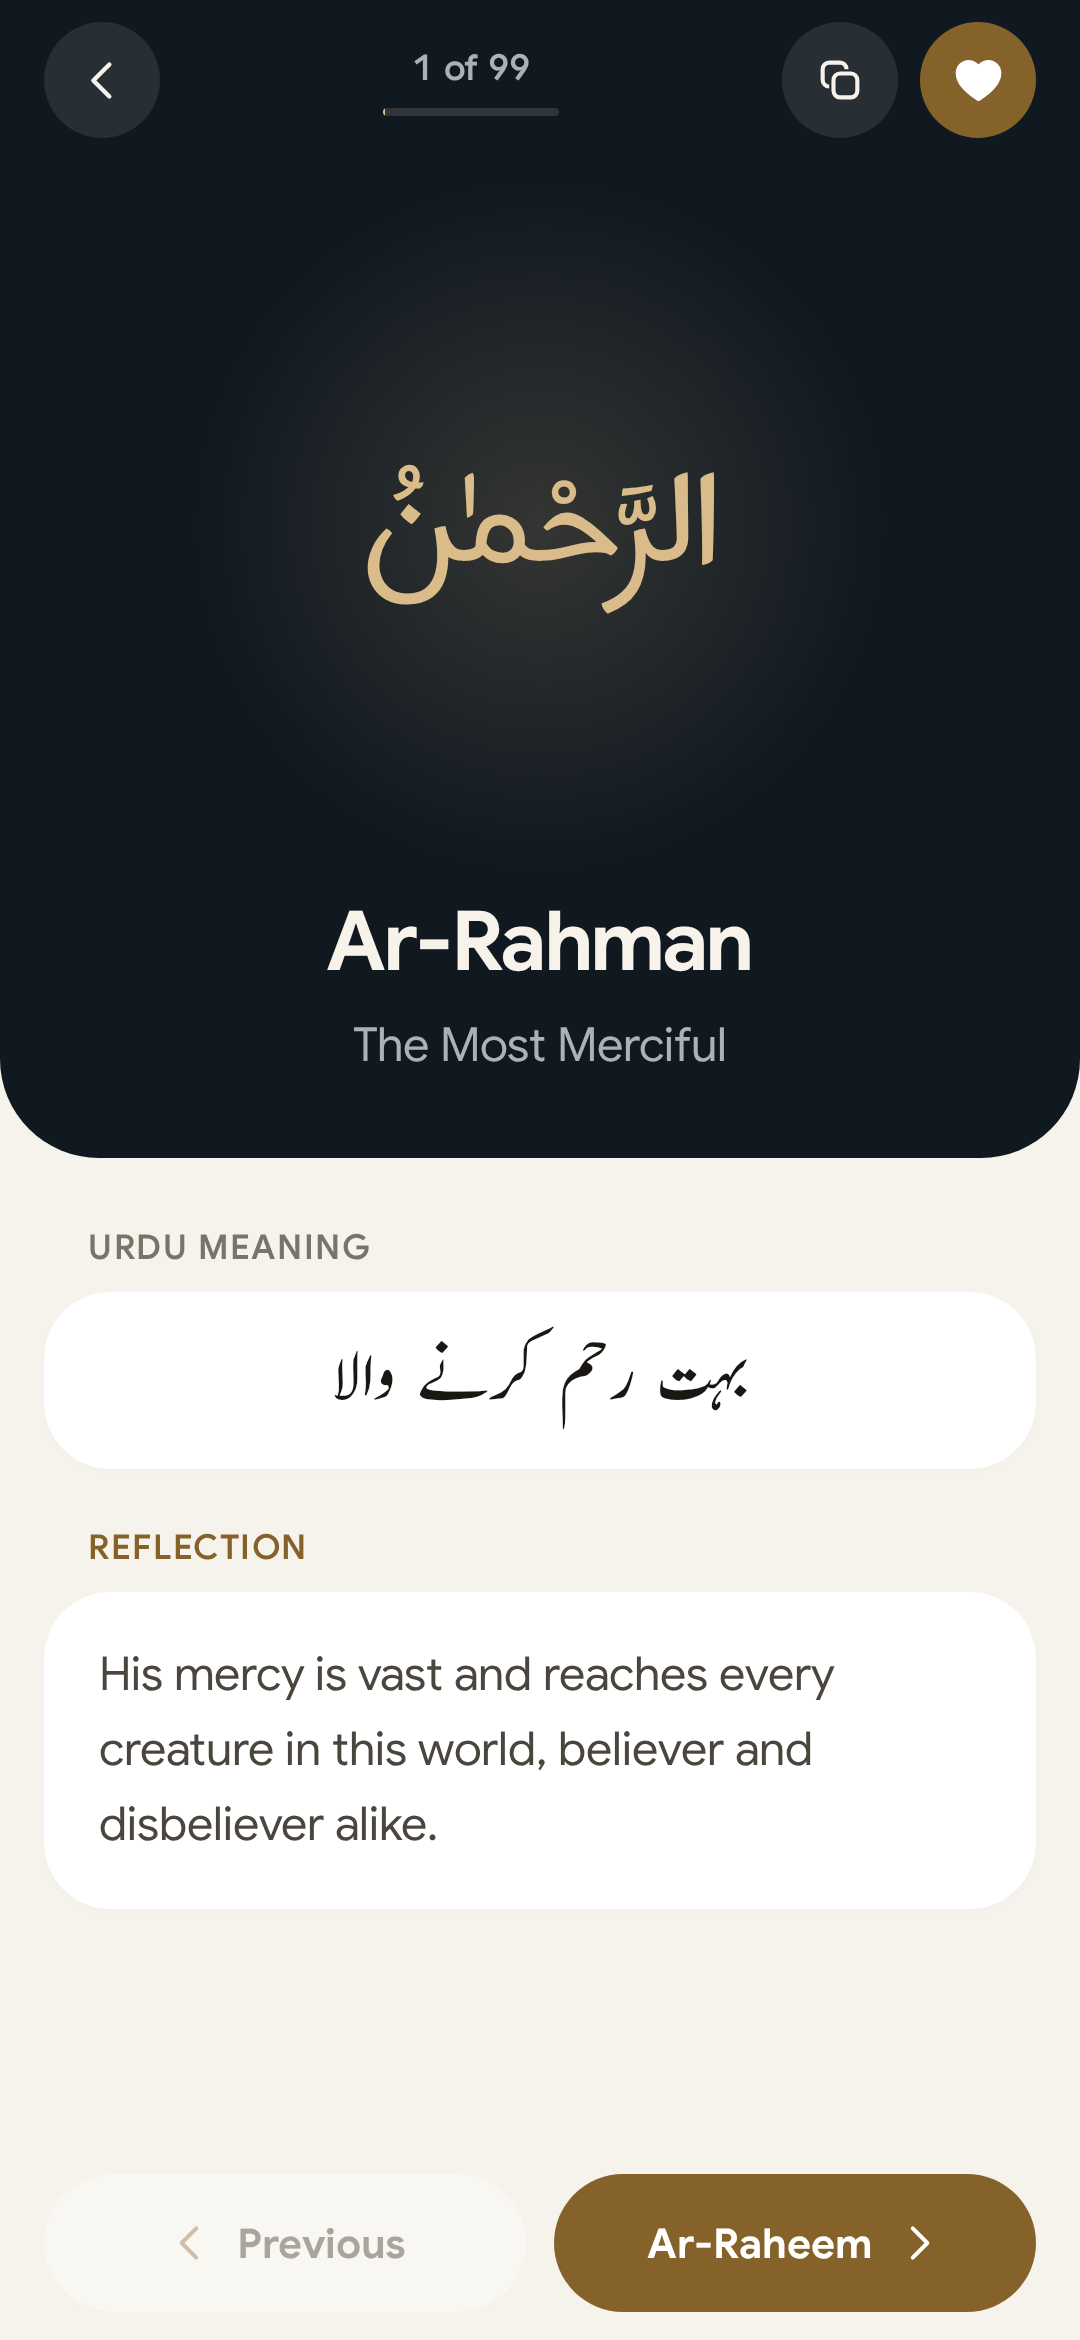 1 of 99
الرَّحْمٰنُ
Ar-Rahman
The Most Merciful
URDU MEANING
بہت رحم کرنے والا
REFLECTION
His mercy is vast and reaches every
creature in this world, believer and
disbeliever alike.
Previous
Ar-Raheem